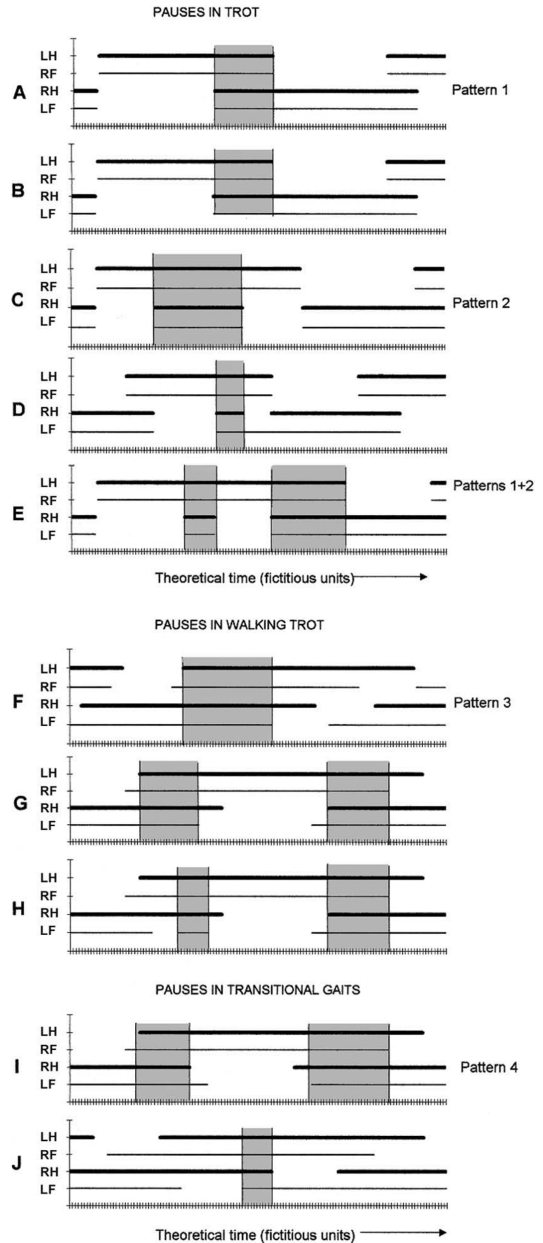 PAUSES IN TROT
LH
RF
A RH Pattern 1
LF
LH
RF
B RH
LF
LH
RF
C RH Pattern 2
LF
LH
RF
D RH
LF
LH Patterns 1+2
RF
E RH
LF
Theoretical time (fictitious units)
PAUSES IN WALKING TROT
LH
RF
F RH Pattern 3
LF
LH
RF
G RH
LF
LH
RF
H RH
LF
PAUSES IN TRANSITIONAL GAITS
LH
RF
I RH Pattern 4
LF
LH
RF
J RH
LF
Theoretical time (fictitious units)